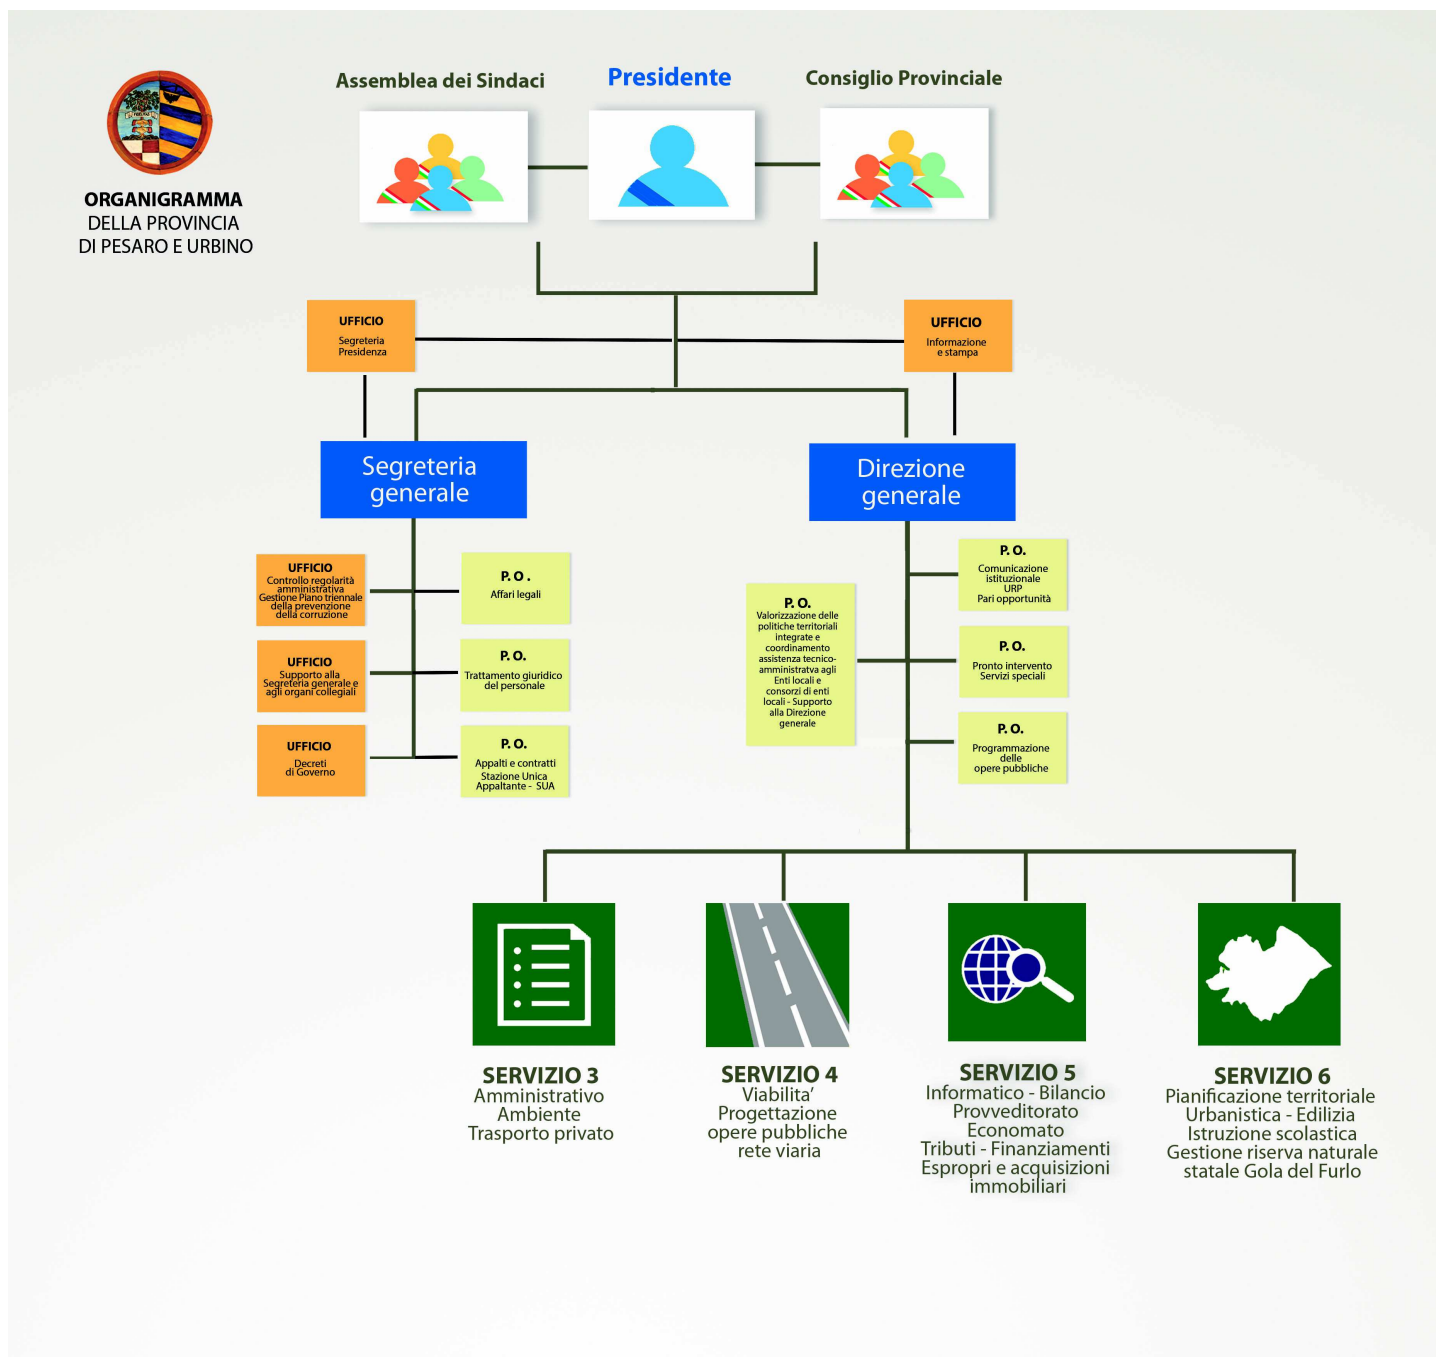 ORGANIGRAMMA
DELLA PROVINCIA
DI PESARO E URBINO
Assemblea dei Sindaci
Presidente
Consiglio Provinciale
UFFICIO
Segreteria
Presidenza
UFFICIO
Informazione
e stampa
Segreteria
generale
Direzione
generale
UFFICIO
Controllo regolarità
amministrativa
Gestione Piano triennale
della prevenzione
della corruzione
P. O .
Affari legali
UFFICIO
Supporto alla
Segreteria generale e
agli organi collegiali
P. O.
Trattamento giuridico
del personale
UFFICIO
Decreti
di Governo
P. O.
Appalti e contratti
Stazione Unica
Appaltante - SUA
P. O.
Valorizzazione delle
politiche territoriali
integrate e
coordinamento
assistenza tecnico-
amministratva agli
Enti locali e
consorzi di enti
locali - Supporto
alla Direzione
generale
P. O.
Comunicazione
istituzionale
URP
Pari opportunità
P. O.
Pronto intervento
Servizi speciali
P. O.
Programmazione
delle
opere pubbliche
SERVIZIO 3
Amministrativo
Ambiente
Trasporto privato
SERVIZIO 4
Viabilita’
Progettazione
opere pubbliche
rete viaria
SERVIZIO 5
Informatico - Bilancio
Provveditorato
Economato
Tributi - Finanziamenti
Espropri e acquisizioni
immobiliari
SERVIZIO 6
Pianificazione territoriale
Urbanistica - Edilizia
Istruzione scolastica
Gestione riserva naturale
statale Gola del Furlo